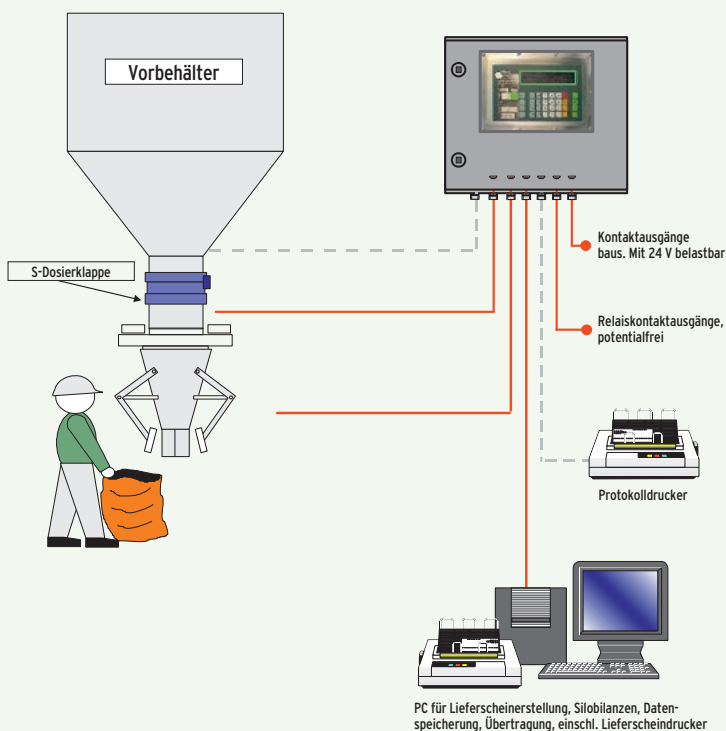 Vorbehälter
S-Dosierklappe
Kontaktausgänge
baus. Mit 24 V belastbar
Relaiskontaktausgänge,
potentialfrei
Protokolldrucker
PC für Lieferscheinerstellung, Silobilanzen, Daten-
speicherung, Übertragung, einschl. Lieferscheindrucker